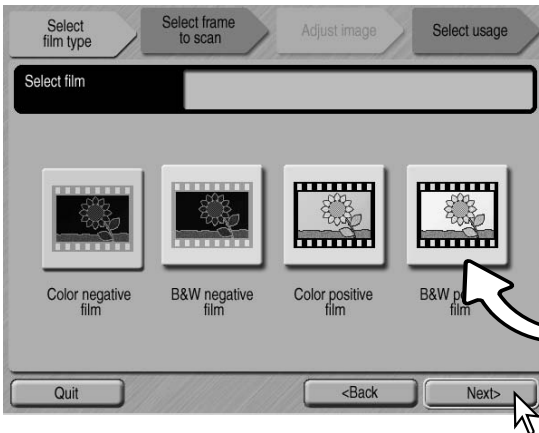 Select
film type
Select frame
to scan
Adjust image
Select usage
Select film
Color negative
film
B&W negative
film
Color positive
film
B&W
film
Quit
<Back
Next>